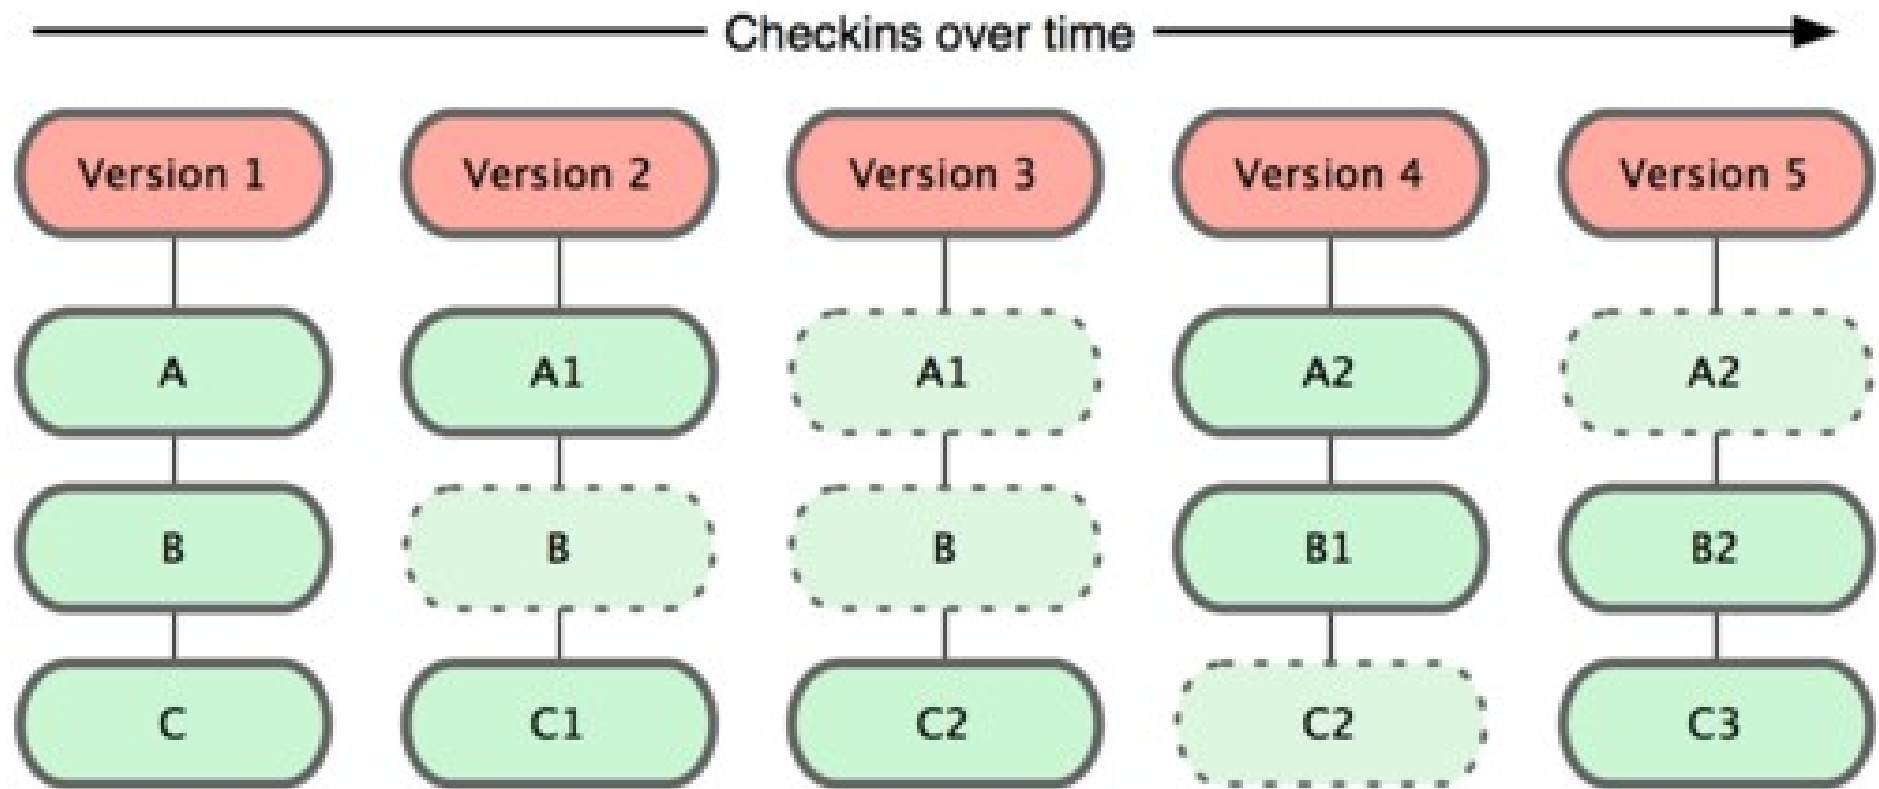 Checkins over time
Version 1 Version 2 Version 3 Version 4 Version 5
A A1 A1 A2 A2
B B B B1 B2
C C1 C2 C2 C3